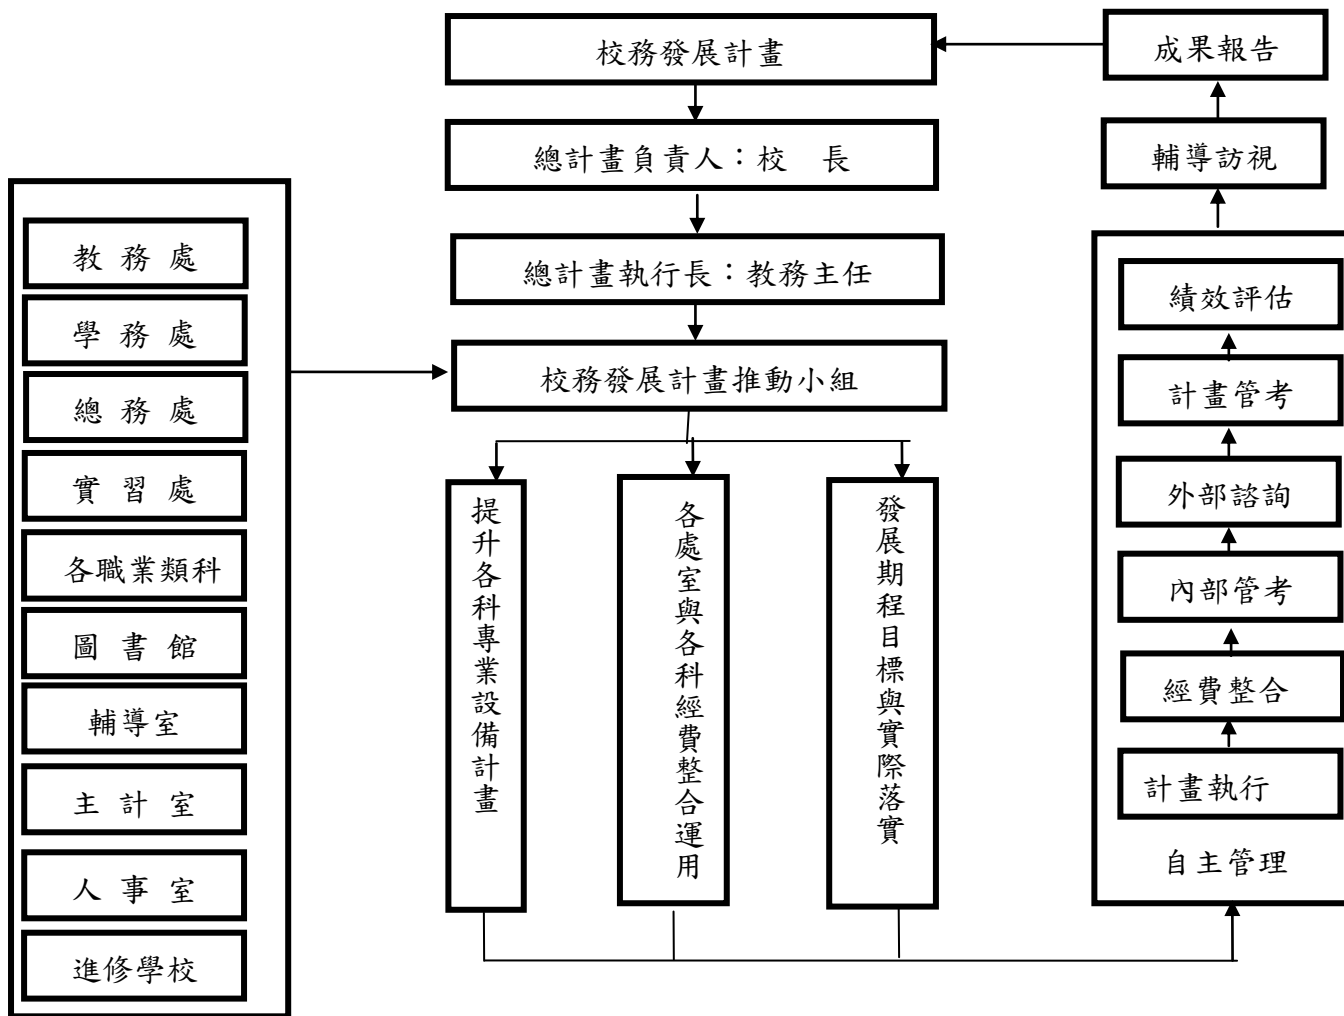 校務發展計畫
總計畫負責人：校　長
總計畫執行長：教務主任
校務發展計畫推動小組
教 務 處
學 務 處
總 務 處
實 習 處
各職業類科
圖 書 館
輔導室
主 計 室
人 事 室
進修學校
提升各科專業設備計畫
各處室與各科經費整合運用
發展期程目標與實際落實
成果報告
輔導訪視
績效評估
計畫管考
外部諮詢
內部管考
經費整合
計畫執行
自主管理